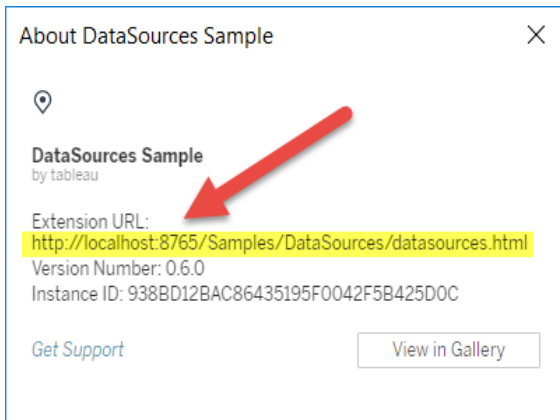 About DataSources Sample
DataSources Sample
by tableau
Extension URL:
http://localhost:8765/Samples/DataSources/datasources.html
Version Number: 0.6.0
Instance ID: 938BD12BAC86435195F0042F5B425D0C
Get Support
View in Gallery